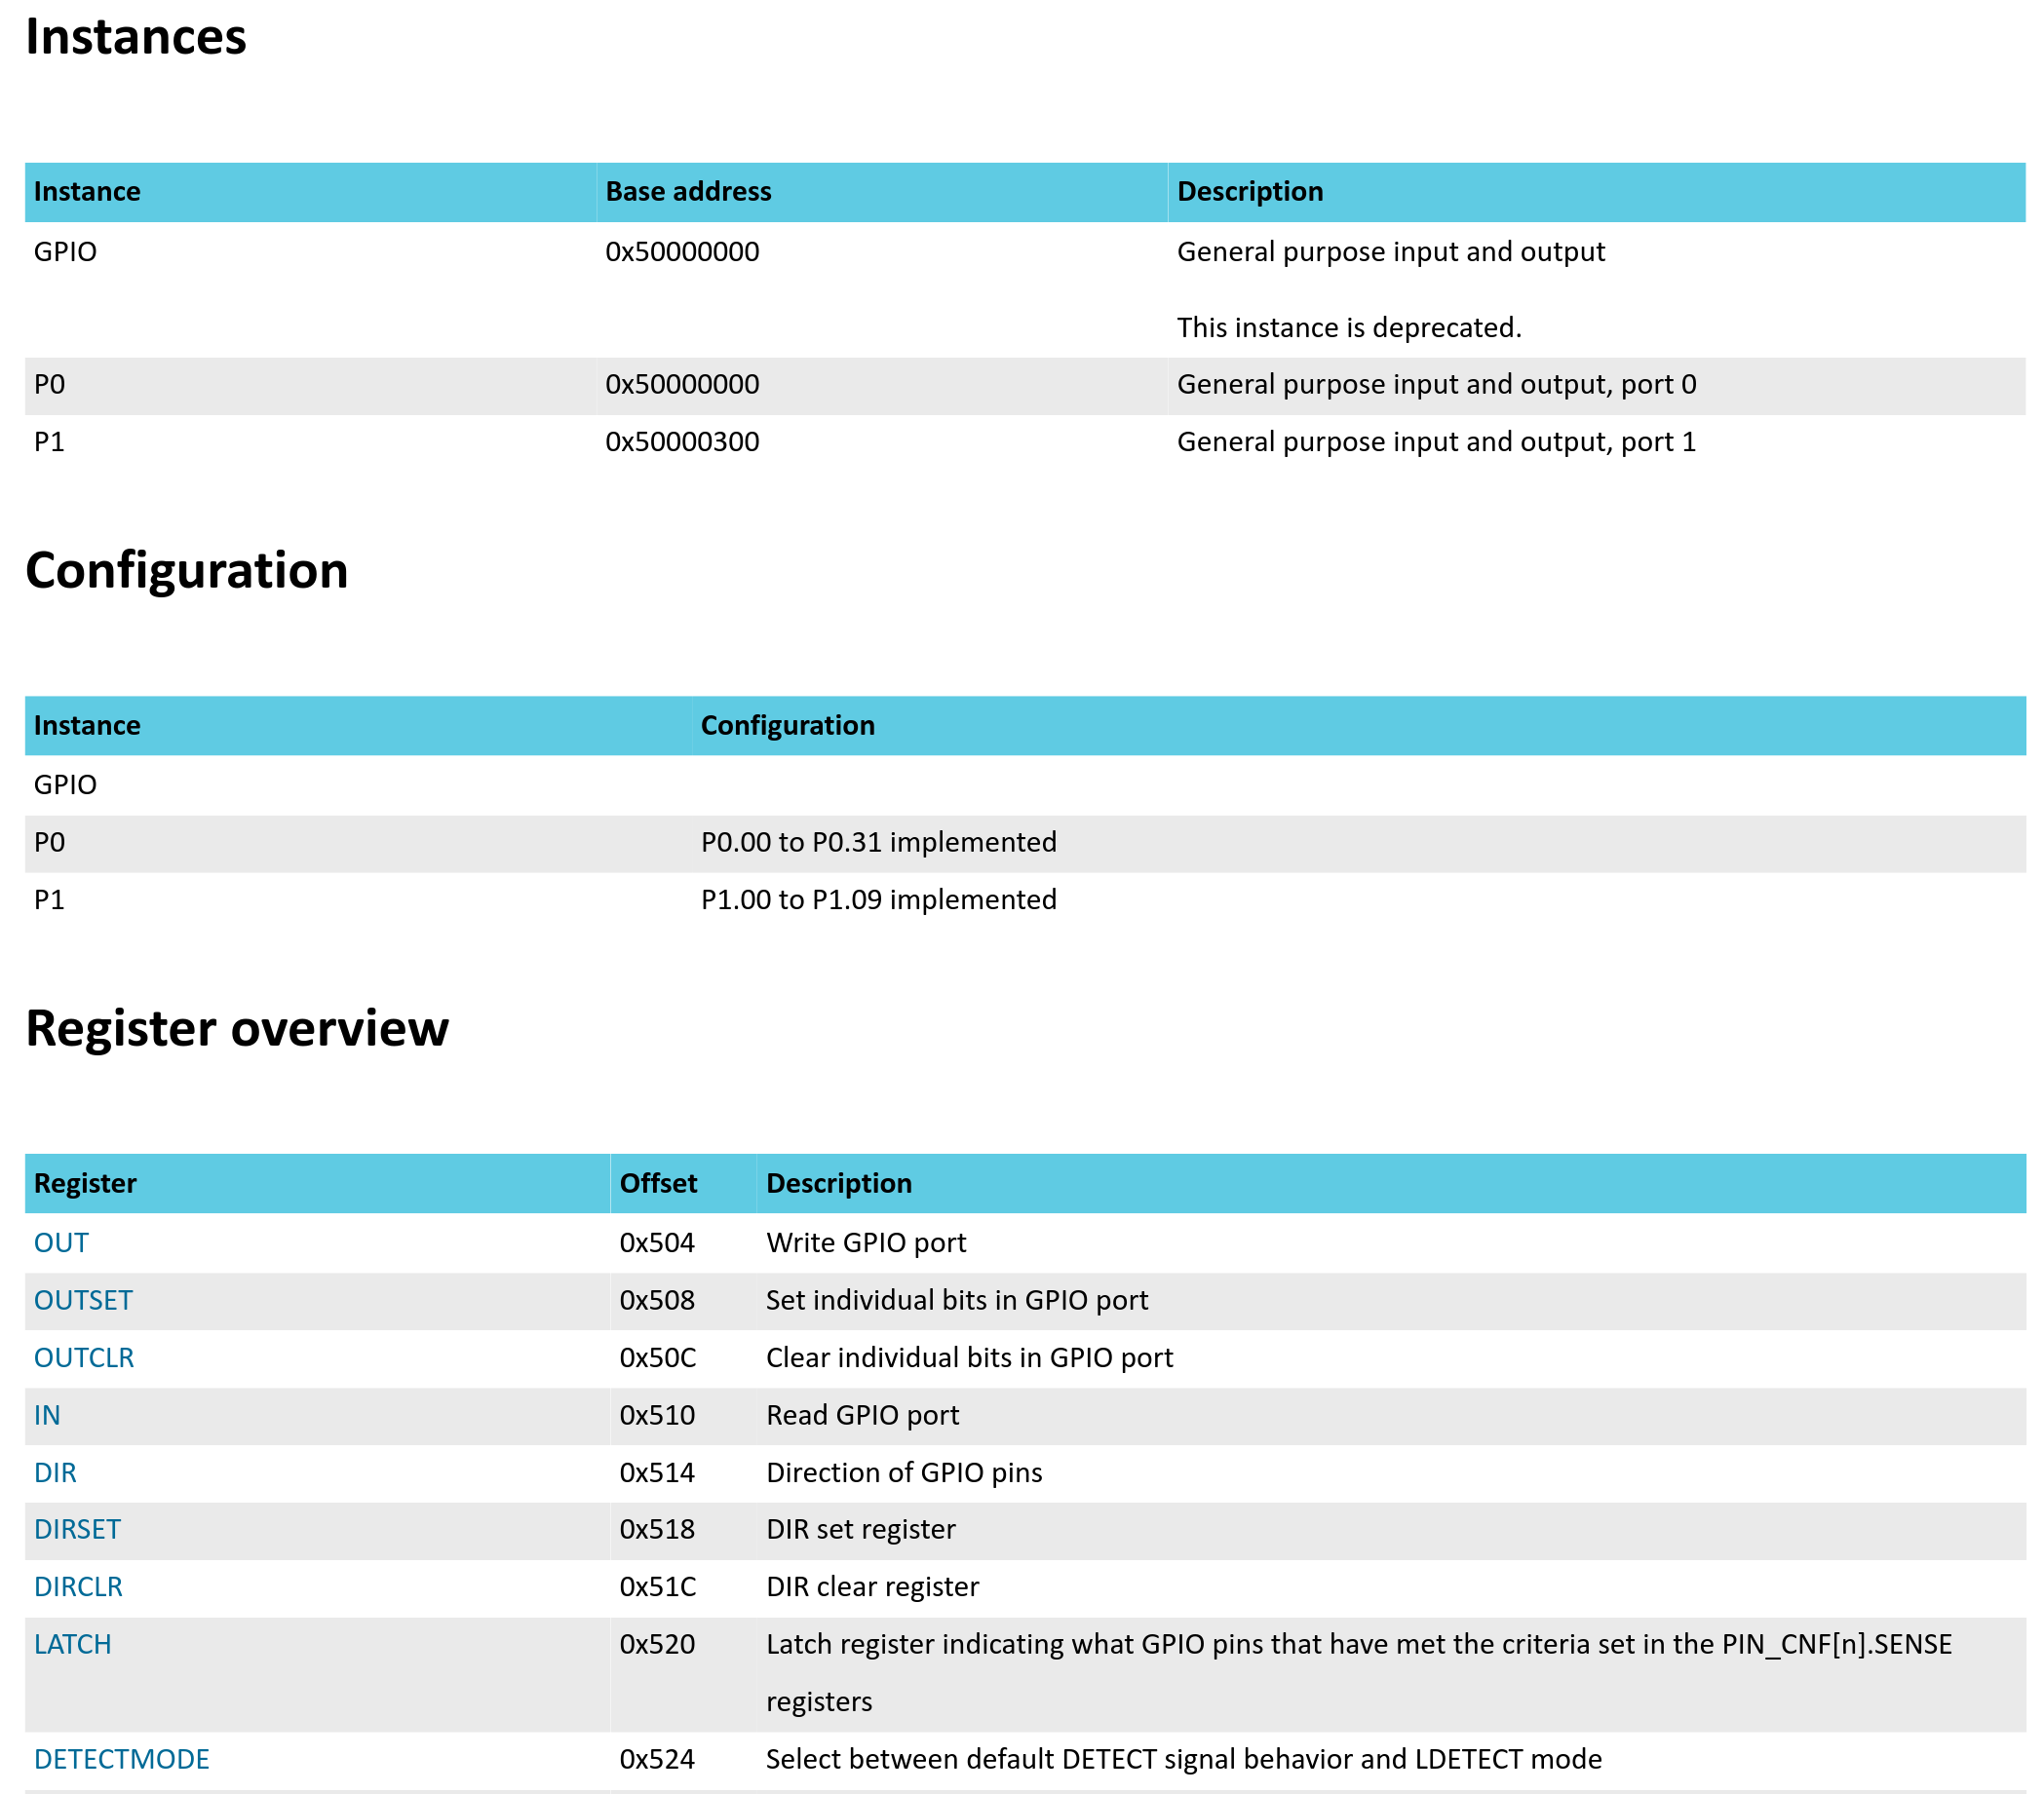 Instances
Instance Base address Description
GPIO 0x50000000 General purpose input and output
This instance is deprecated.
P0 0x50000000 General purpose input and output, port 0
P1 0x50000300 General purpose input and output, port 1
Configuration
Instance Configuration
GPIO
P0 P0.00 to P0.31 implemented
P1 P1.00 to P1.09 implemented
Register overview
Register Offset Description
OUT 0x504 Write GPIO port
OUTSET 0x508 Set individual bits in GPIO port
OUTCLR 0x50C Clear individual bits in GPIO port
IN 0x510 Read GPIO port
DIR 0x514 Direction of GPIO pins
DIRSET 0x518 DIR set register
DIRCLR 0x51C DIR clear register
LATCH 0x520 Latch register indicating what GPIO pins that have met the criteria set in the PIN_CNF[n].SENSE
registers
DETECTMODE 0x524 Select between default DETECT signal behavior and LDETECT mode